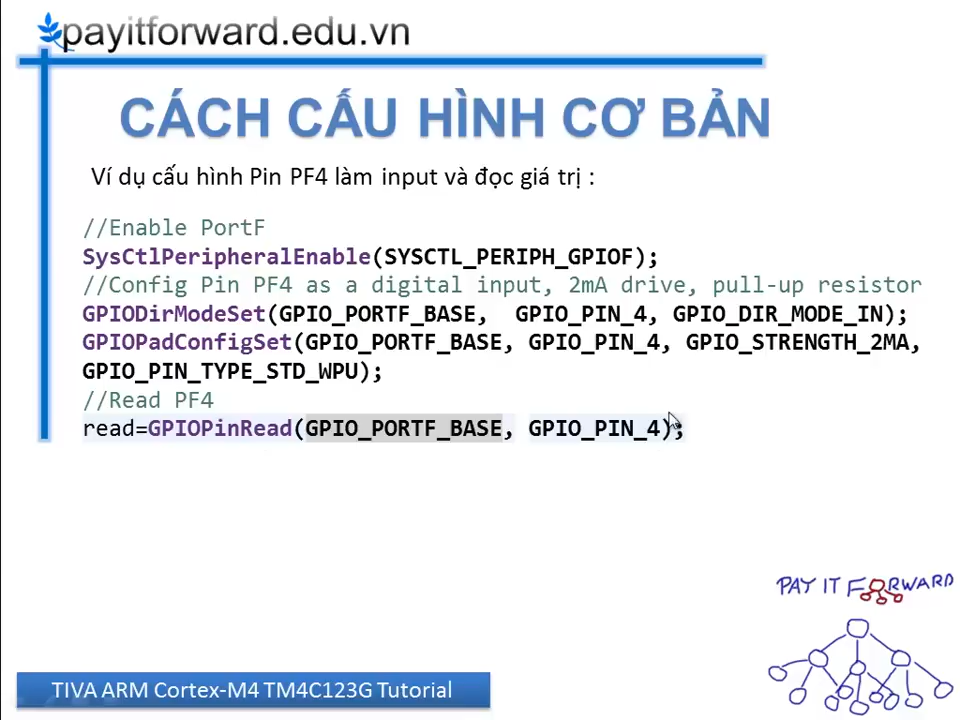 payitforward.edu.vn
CÁCH CẤU HÌNH CƠ BẢN
Ví dụ cấu hình Pin PF4 làm input và đọc giá trị :
//Enable PortF
SysCtlPeripheralEnable(SYSCTL_PERIPH_GPIOF);
//Config Pin PF4 as a digital input, 2mA drive, pull-up resistor
GPIODirModeSet(GPIO_PORTF_BASE, GPIO_PIN_4, GPIO_DIR_MODE_IN);
GPIOPadConfigSet(GPIO_PORTF_BASE, GPIO_PIN_4, GPIO_STRENGTH_2MA,
GPIO_PIN_TYPE_STD_WPU);
//Read PF4
read=GPIOPinRead(GPIO_PORTF_BASE, GPIO_PIN_4);
PAY IT FORWARD
TIVA ARM Cortex-M4 TM4C123G Tutorial